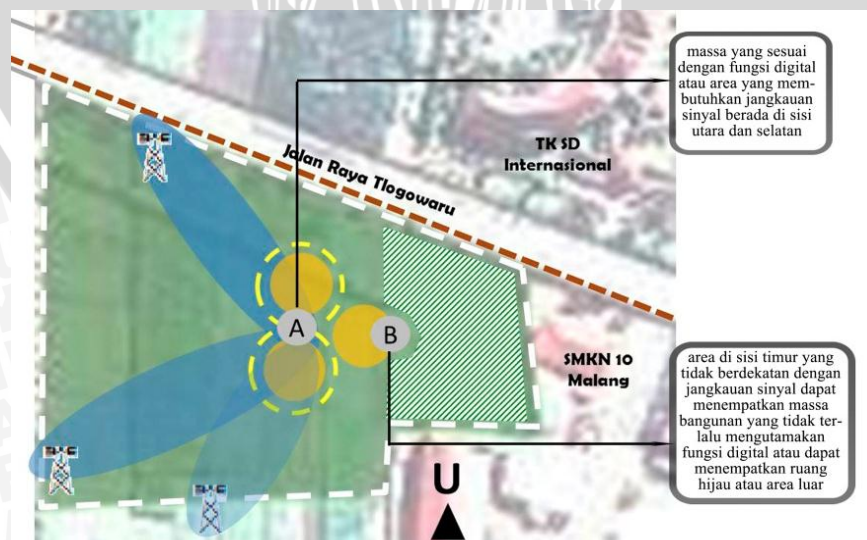 massa yang sesuai
dengan fungsi digital
atau area yang mem-
butuhkan jangkauan
sinyal berada di sisi
utara dan selatan
TK SD
Internasional
Jalan Raya Tlogowaru
A
B
SMKN 10
Malang
area di sisi timur yang
tidak berdekatan dengan
jangkauan sinyal dapat
menempatkan massa
bangunan yang tidak ter-
lalu mengutamakan
fungsi digital atau dapat
menempatkan ruang
hijau atau area luar
U